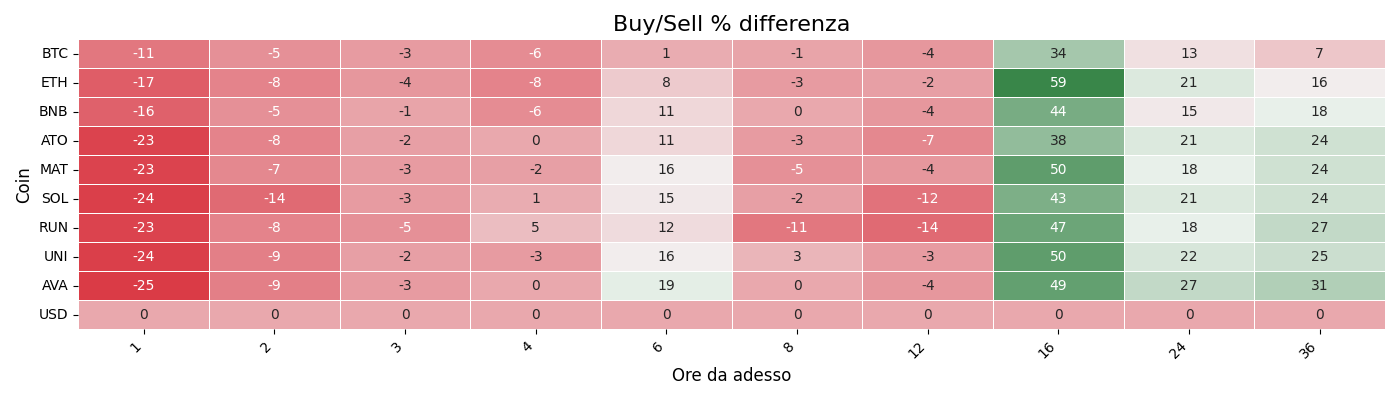 Buy/Sell % differenza
Coin
BTC -11 -5 -3 -6 1 -1 -4 34 13 7
ETH -17 -8 -4 -8 8 -3 -2 59 21 16
BNB -16 -5 -1 -6 11 0 -4 44 15 18
ATO -23 -8 -2 0 11 -3 -7 38 21 24
MAT -23 -7 -3 -2 16 -5 -4 50 18 24
SOL -24 -14 -3 1 15 -2 -12 43 21 24
RUN -23 -8 -5 5 12 -11 -14 47 18 27
UNI -24 -9 -2 -3 16 3 -3 50 22 25
AVA -25 -9 -3 0 19 0 -4 49 27 31
USD 0 0 0 0 0 0 0 0 0 0
1 2 3 4 6 8 12 16 24 36
Ore da adesso